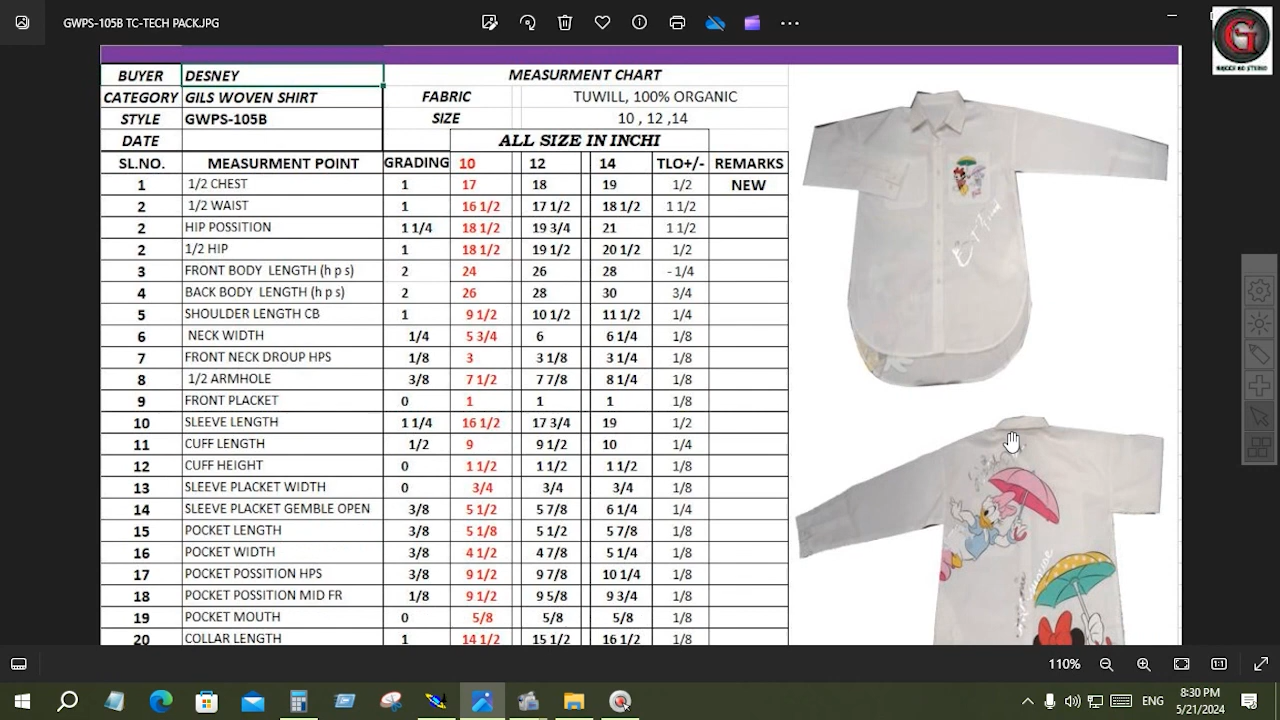 GWPS-105B TC-TECH PACK.JPG
G
BUYER DESNEY MEASURMENT CHART
CATEGORY GILS WOVEN SHIRT FABRIC TUWILL, 100% ORGANIC
STYLE GWPS-105B SIZE 10 , 12 ,14
DATE ALL SIZE IN INCHI
SL.NO. MEASURMENT POINT GRADING 10 12 14 TLO+/- REMARKS
1 1/2 CHEST 1 17 18 19 1/2 NEW
2 1/2 WAIST 1 16 1/2 17 1/2 18 1/2 1 1/2
2 HIP POSSITION 1 1/4 18 1/2 19 3/4 21 1 1/2
2 1/2 HIP 1 18 1/2 19 1/2 20 1/2 1/2
3 FRONT BODY LENGTH (h p s) 2 24 26 28 - 1/4
4 BACK BODY LENGTH (h p s) 2 26 28 30 3/4
5 SHOULDER LENGTH CB 1 9 1/2 10 1/2 11 1/2 1/4
6 NECK WIDTH 1/4 5 3/4 6 6 1/4 1/8
7 FRONT NECK DROUP HPS 1/8 3 3 1/8 3 1/4 1/8
8 1/2 ARMHOLE 3/8 7 1/2 7 7/8 8 1/4 1/8
9 FRONT PLACKET 0 1 1 1 1/8
10 SLEEVE LENGTH 1 1/4 16 1/2 17 3/4 19 1/2
11 CUFF LENGTH 1/2 9 9 1/2 10 1/4
12 CUFF HEIGHT 0 1 1/2 1 1/2 1 1/2 1/8
13 SLEEVE PLACKET WIDTH 0 3/4 3/4 3/4 1/8
14 SLEEVE PLACKET GEMBLE OPEN 3/8 5 1/2 5 7/8 6 1/4 1/4
15 POCKET LENGTH 3/8 5 1/8 5 1/2 5 7/8 1/8
16 POCKET WIDTH 3/8 4 1/2 4 7/8 5 1/4 1/8
17 POCKET POSSITION HPS 3/8 9 1/2 9 7/8 10 1/4 1/8
18 POCKET POSSITION MID FR 1/8 9 1/2 9 5/8 9 3/4 1/8
19 POCKET MOUTH 0 5/8 5/8 5/8 1/8
20 COLLAR LENGTH 1 14 1/2 15 1/2 16 1/2 1/8
110%
1:1
ENG
8:30 PM
5/21/2024